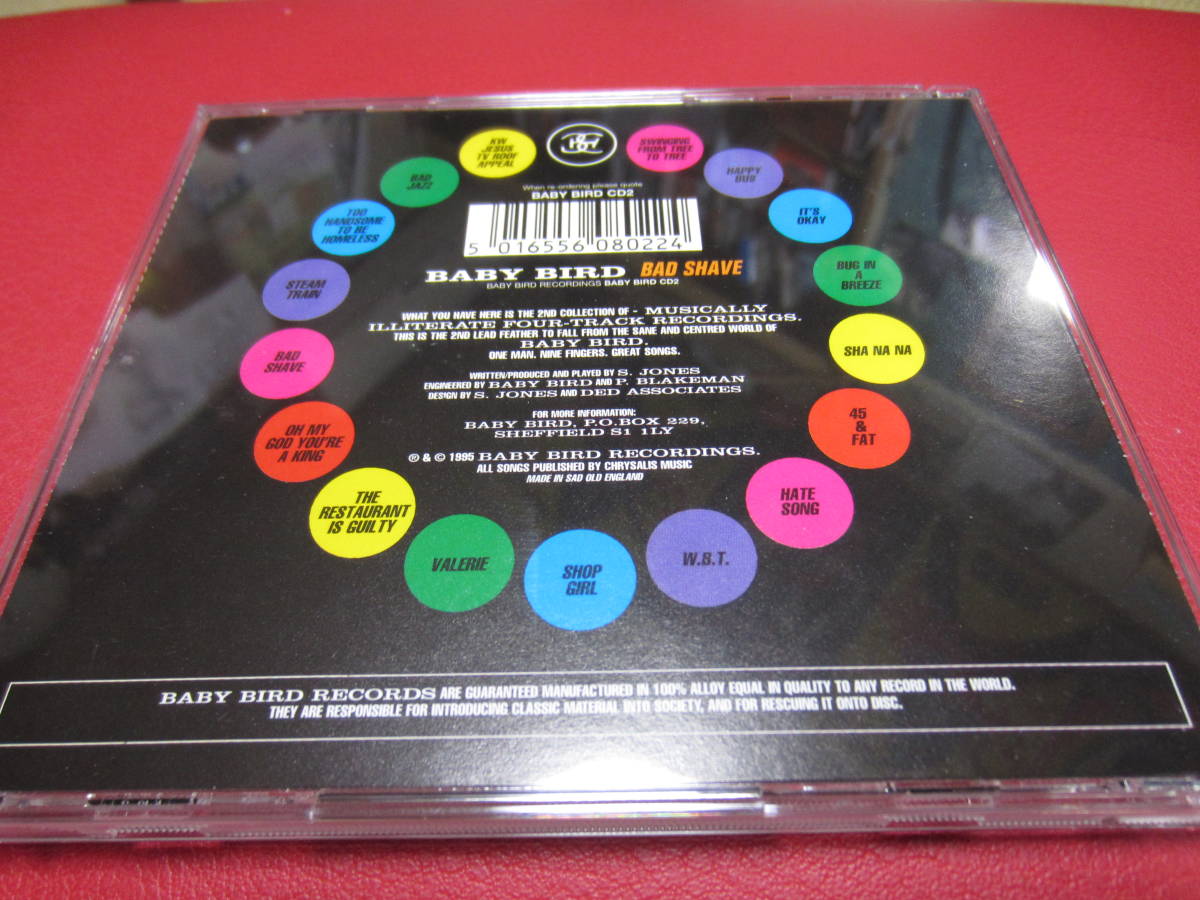 KW
JESUS
TV ROOF
APPEAL
SWINGING
FROM TREE
TO TREE
HAPPY
BUS
IT'S
OKAY
BUG IN
A
BREEZE
SHA NA NA
45
&
FAT
HATE
SONG
W.B.T.
SHOP
GIRL
VALERIE
THE
RESTAURANT
IS GUILTY
OH MY
GOD YOU'RE
A KING
BAD
SHAVE
STEAM
TRAIN
TOO
HANDSOME
TO BE
HOMELESS
BAD
JAZZ
When re-ordering please quote
BABY BIRD CD2
5 016556 080224
BABY BIRD BAD SHAVE
BABY BIRD RECORDINGS BABY BIRD CD2
WHAT YOU HAVE HERE IS THE 2ND COLLECTION OF - MUSICALLY
ILLITERATE FOUR-TRACK RECORDINGS.
THIS IS THE 2ND LEAD FEATHER TO FALL FROM THE SANE AND CENTRED WORLD OF
BABY BIRD.
ONE MAN. NINE FINGERS. GREAT SONGS.
WRITTEN/PRODUCED AND PLAYED BY S. JONES
ENGINEERED BY BABY BIRD AND P. BLAKEMAN
DESIGN BY S. JONES AND DED ASSOCIATES
FOR MORE INFORMATION:
BABY BIRD, P.O.BOX 229,
SHEFFIELD S1 1LY
℗ & © 1995 BABY BIRD RECORDINGS.
ALL SONGS PUBLISHED BY CHRYSALIS MUSIC
MADE IN SAD OLD ENGLAND
BABY BIRD RECORDS ARE GUARANTEED MANUFACTURED IN 100% ALLOY EQUAL IN QUALITY TO ANY RECORD IN THE WORLD.
THEY ARE RESPONSIBLE FOR INTRODUCING CLASSIC MATERIAL INTO SOCIETY, AND FOR RESCUING IT ONTO DISC.